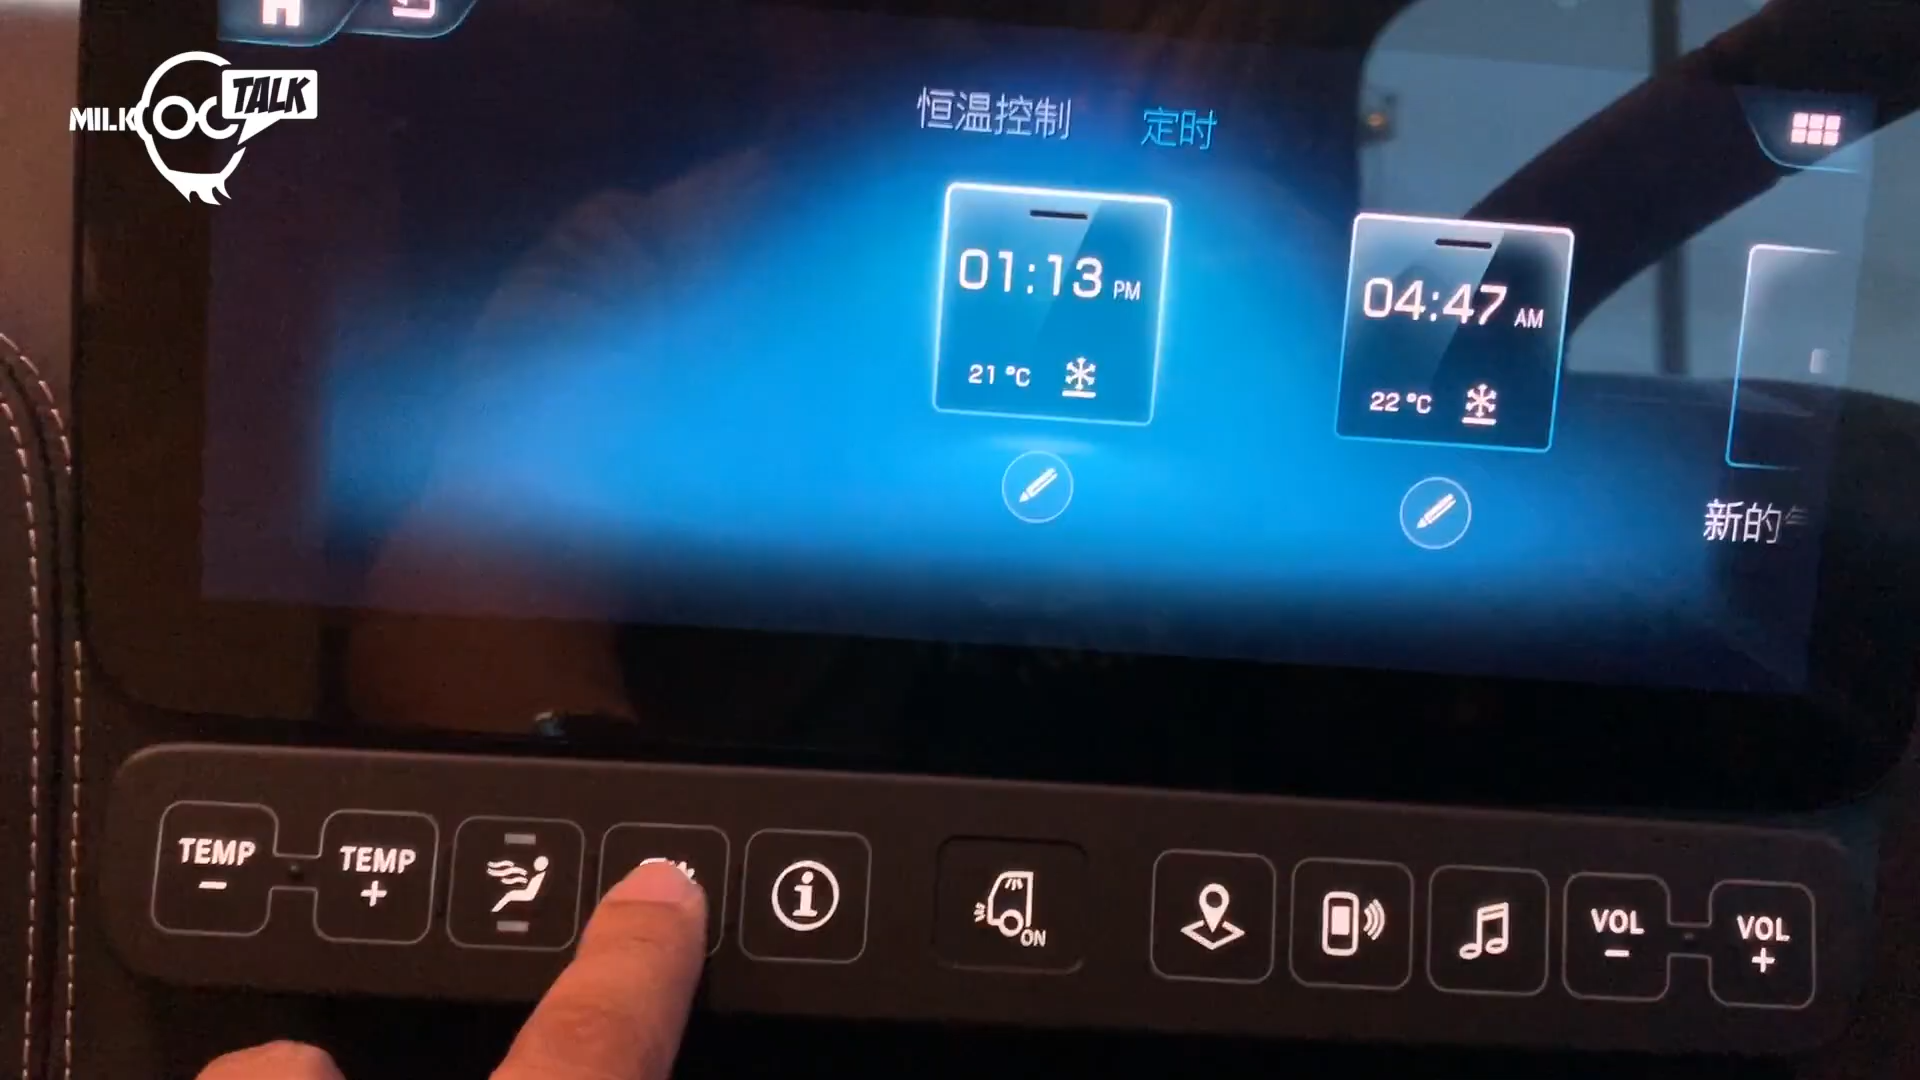 MILK
TALK
恒温控制 定时
01:13 PM
21 °C
04:47 AM
22 °C
新的
TEMP
−
TEMP
+
ON
VOL
−
VOL
+